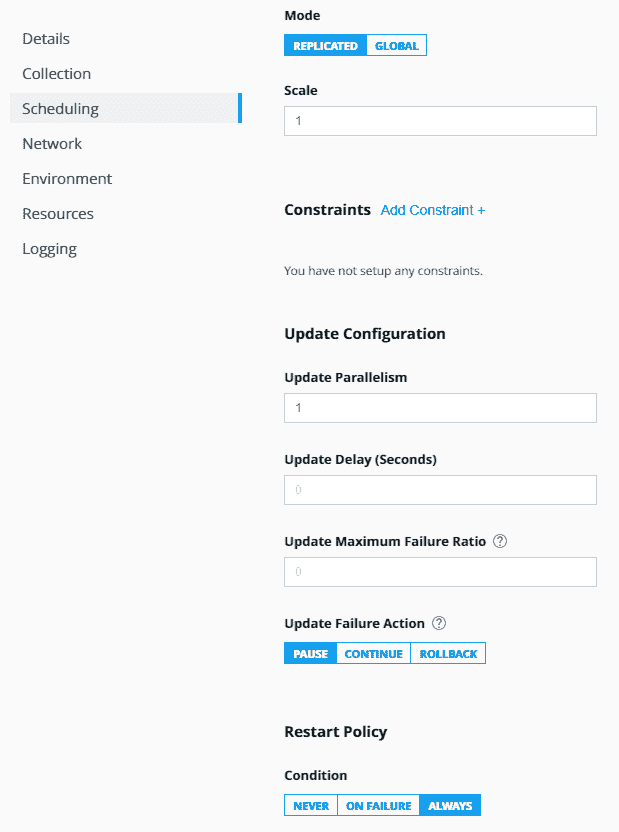 Details
Collection
Scheduling
Network
Environment
Resources
Logging
Mode
REPLICATED GLOBAL
Scale
1
Constraints Add Constraint +
You have not setup any constraints.
Update Configuration
Update Parallelism
1
Update Delay (Seconds)
0
Update Maximum Failure Ratio ?
0
Update Failure Action ?
PAUSE CONTINUE ROLLBACK
Restart Policy
Condition
NEVER ON FAILURE ALWAYS